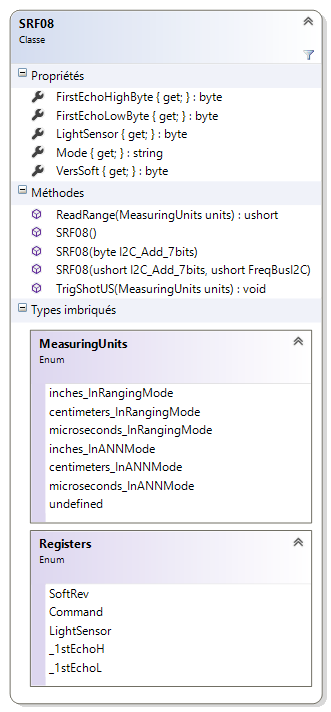 SRF08
Classe
Propriétés
FirstEchoHighByte { get; } : byte
FirstEchoLowByte { get; } : byte
LightSensor { get; } : byte
Mode { get; } : string
VersSoft { get; } : byte
Méthodes
ReadRange(MeasuringUnits units) : ushort
SRF08()
SRF08(byte I2C_Add_7bits)
SRF08(ushort I2C_Add_7bits, ushort FreqBusI2C)
TrigShotUS(MeasuringUnits units) : void
Types imbriqués
MeasuringUnits
Enum
inches_InRangingMode
centimeters_InRangingMode
microseconds_InRangingMode
inches_InANNMode
centimeters_InANNMode
microseconds_InANNMode
undefined
Registers
Enum
SoftRev
Command
LightSensor
_1stEchoH
_1stEchoL